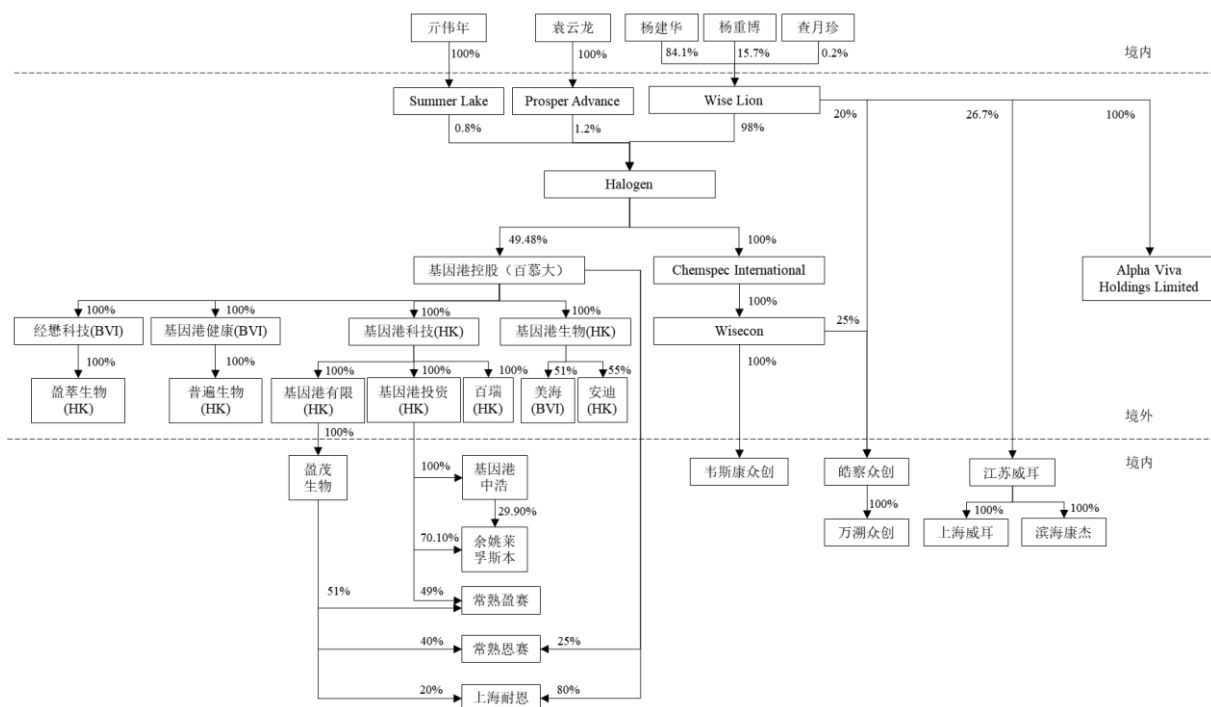 亓伟年
袁云龙
杨建华
杨重博
查月珍
100%
100%
84.1%
15.7%
0.2%
境内
Summer Lake
Prosper Advance
Wise Lion
0.8%
1.2%
98%
20%
26.7%
100%
Halogen
49.48%
100%
基因港控股（百慕大）
Chemspec International
Alpha Viva
Holdings Limited
100%
100%
100%
100%
100%
经懋科技(BVI)
基因港健康(BVI)
基因港科技(HK)
基因港生物(HK)
Wisecon
25%
100%
100%
100%
100%
100%
51%
55%
100%
盈萃生物
(HK)
普遍生物
(HK)
基因港有限
(HK)
基因港投资
(HK)
百瑞
(HK)
美海
(BVI)
安迪
(HK)
境外
100%
境内
盈茂
生物
100%
基因港
中浩
韦斯康众创
皓察众创
江苏威耳
29.90%
100%
100%
100%
70.10%
余姚莱
孚斯本
万溯众创
上海威耳
滨海康杰
51%
49%
常熟盈赛
40%
常熟恩赛
25%
20%
上海耐恩
80%